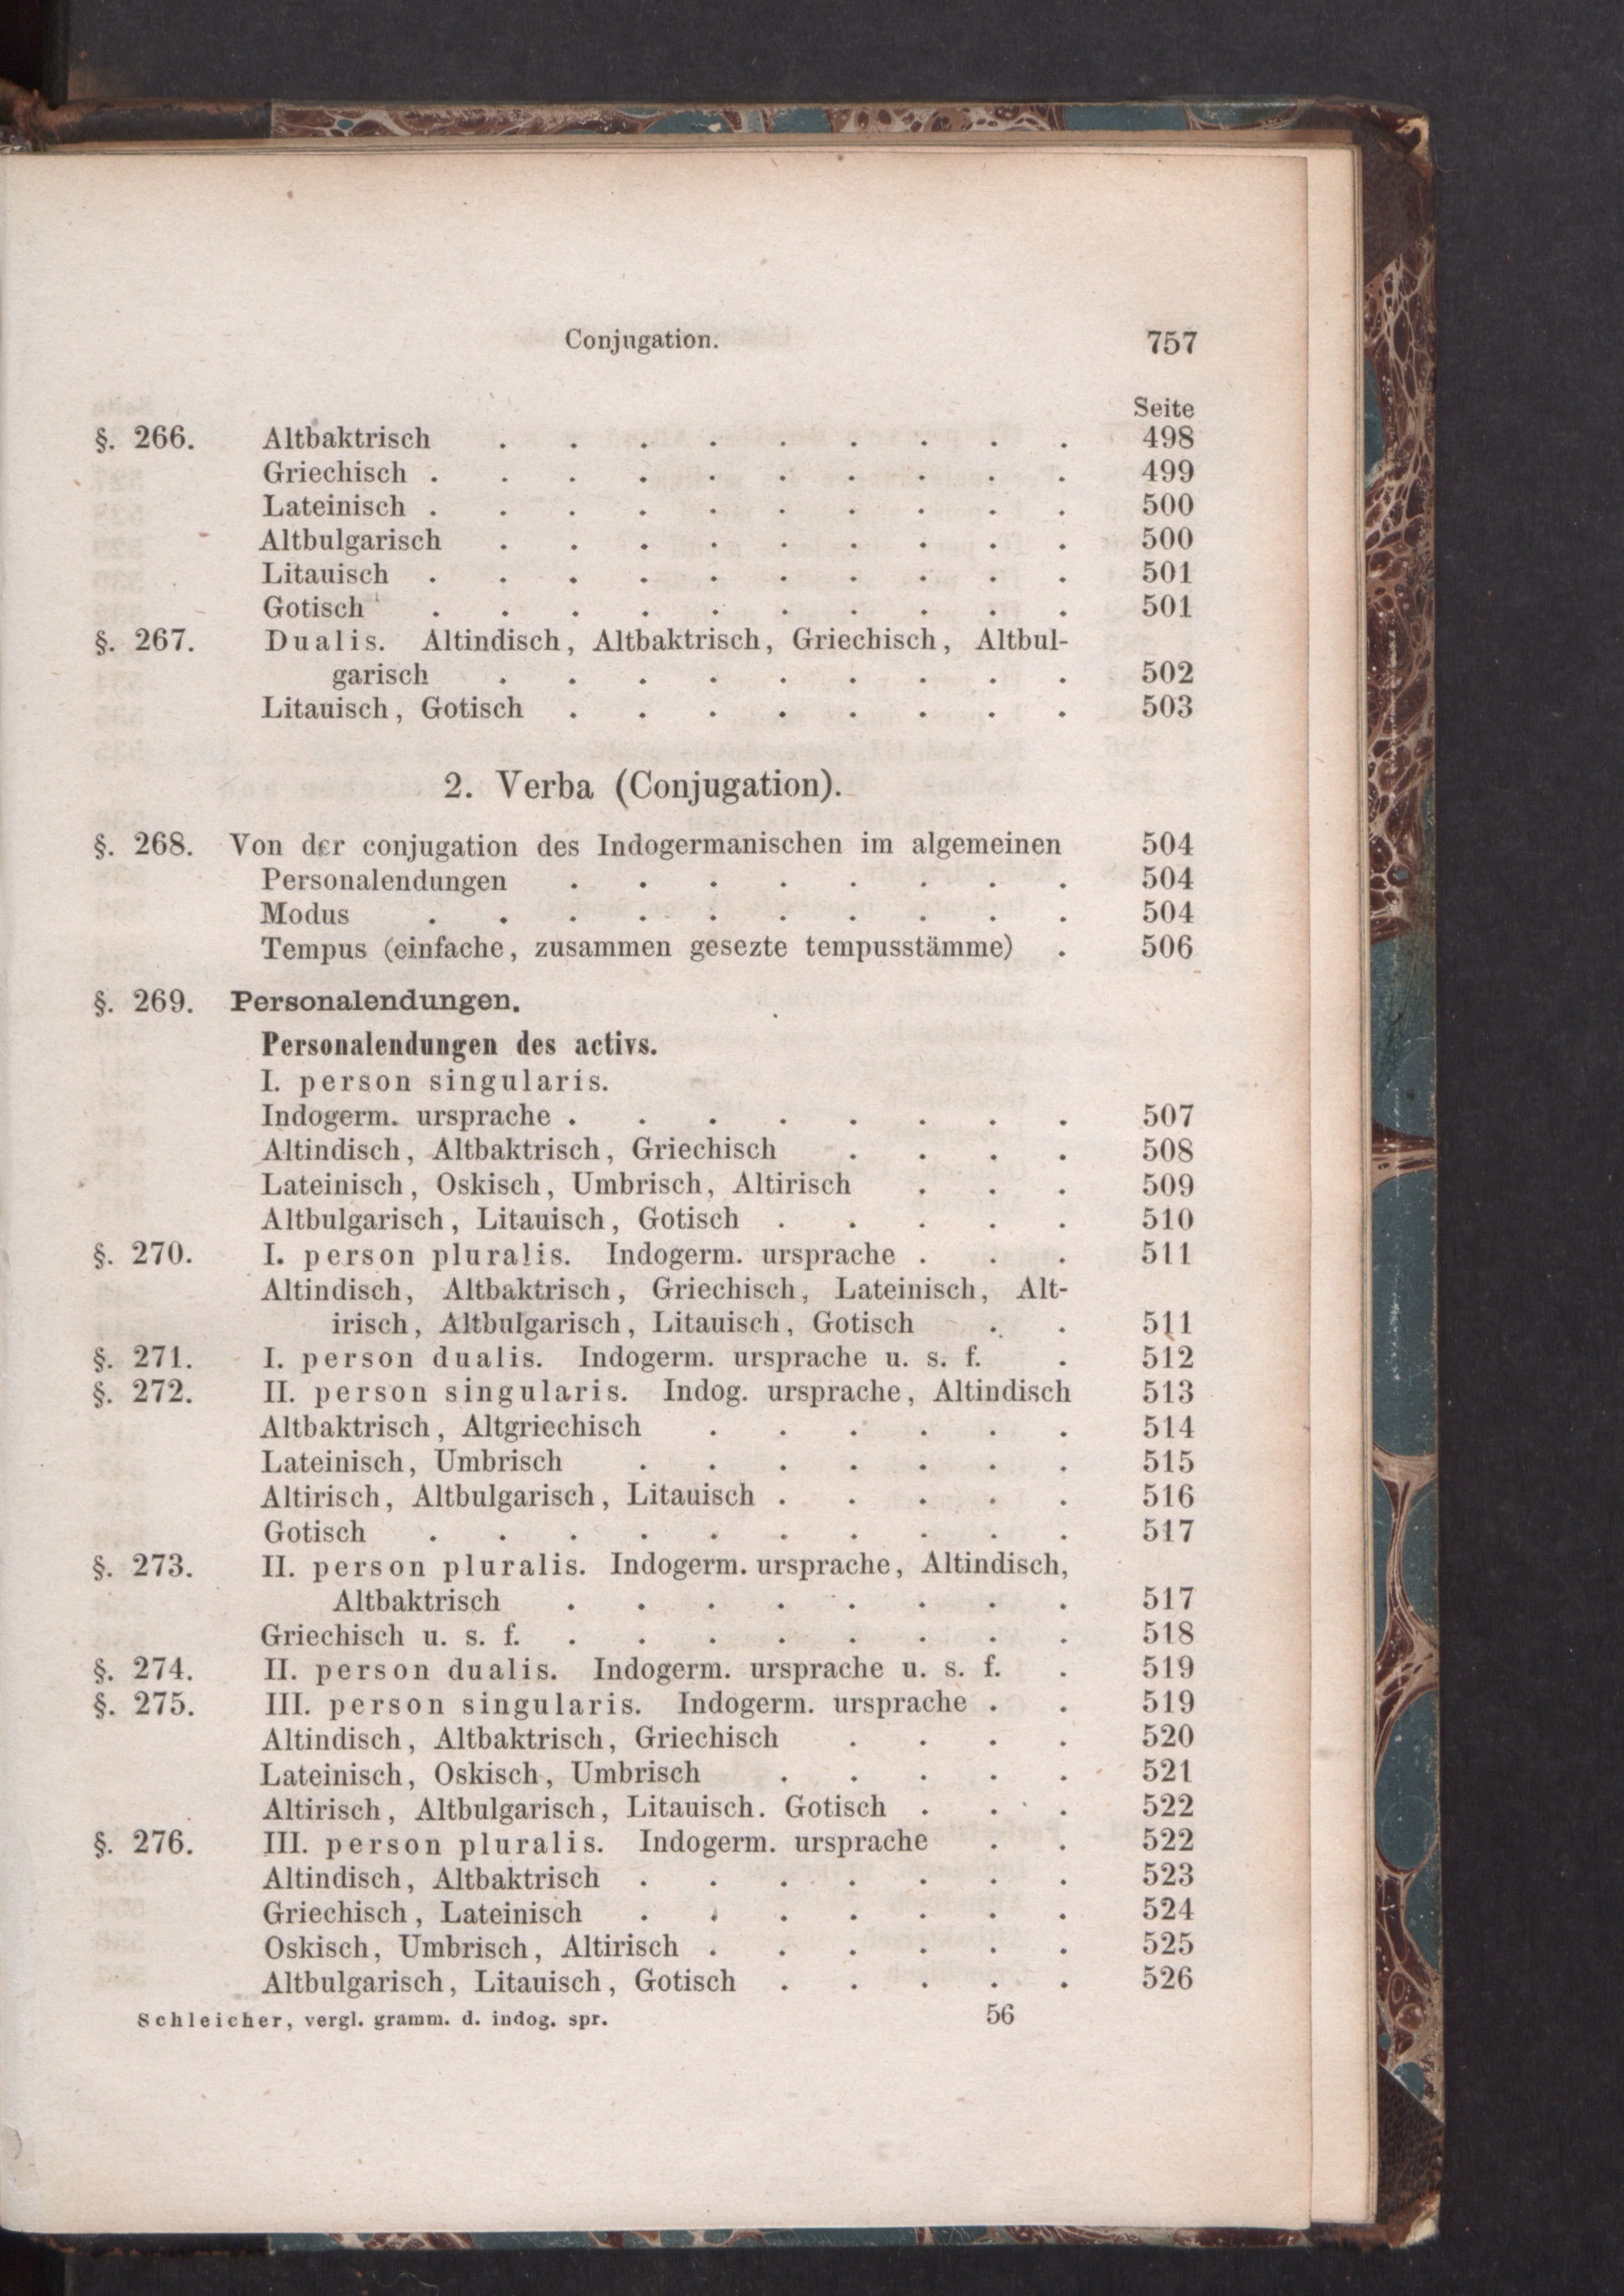 Conjugation. 757
Seite
§. 266. Altbaktrisch . . . . . . . . . 498
Griechisch . . . . . . . . . . 499
Lateinisch . . . . . . . . . . 500
Altbulgarisch . . . . . . . . . 500
Litauisch . . . . . . . . . . 501
Gotisch . . . . . . . . . . 501
§. 267. Dualis. Altindisch, Altbaktrisch, Griechisch, Altbul-
garisch . . . . . . . . . 502
Litauisch, Gotisch . . . . . . . . 503
2. Verba (Conjugation).
§. 268. Von der conjugation des Indogermanischen im algemeinen 504
Personalendungen . . . . . . . . 504
Modus . . . . . . . . . . 504
Tempus (einfache, zusammen gesezte tempusstämme) . 506
§. 269. Personalendungen.
Personalendungen des activs.
I. person singularis.
Indogerm. ursprache . . . . . . . . 507
Altindisch, Altbaktrisch, Griechisch . . . . 508
Lateinisch, Oskisch, Umbrisch, Altirisch . . . 509
Altbulgarisch, Litauisch, Gotisch . . . . . 510
§. 270. I. person pluralis. Indogerm. ursprache . . . 511
Altindisch, Altbaktrisch, Griechisch, Lateinisch, Alt-
irisch, Altbulgarisch, Litauisch, Gotisch . . 511
§. 271. I. person dualis. Indogerm. ursprache u. s. f. . 512
§. 272. II. person singularis. Indog. ursprache, Altindisch 513
Altbaktrisch, Altgriechisch . . . . . . 514
Lateinisch, Umbrisch . . . . . . . 515
Altirisch, Altbulgarisch, Litauisch . . . . . 516
Gotisch . . . . . . . . . . 517
§. 273. II. person pluralis. Indogerm. ursprache, Altindisch,
Altbaktrisch . . . . . . . . 517
Griechisch u. s. f. . . . . . . . . 518
§. 274. II. person dualis. Indogerm. ursprache u. s. f. . 519
§. 275. III. person singularis. Indogerm. ursprache . . 519
Altindisch, Altbaktrisch, Griechisch . . . . 520
Lateinisch, Oskisch, Umbrisch . . . . . 521
Altirisch, Altbulgarisch, Litauisch. Gotisch . . . 522
§. 276. III. person pluralis. Indogerm. ursprache . . 522
Altindisch, Altbaktrisch . . . . . . . 523
Griechisch, Lateinisch . . . . . . . 524
Oskisch, Umbrisch, Altirisch . . . . . . 525
Altbulgarisch, Litauisch, Gotisch . . . . . 526
Schleicher, vergl. gramm. d. indog. spr. 56